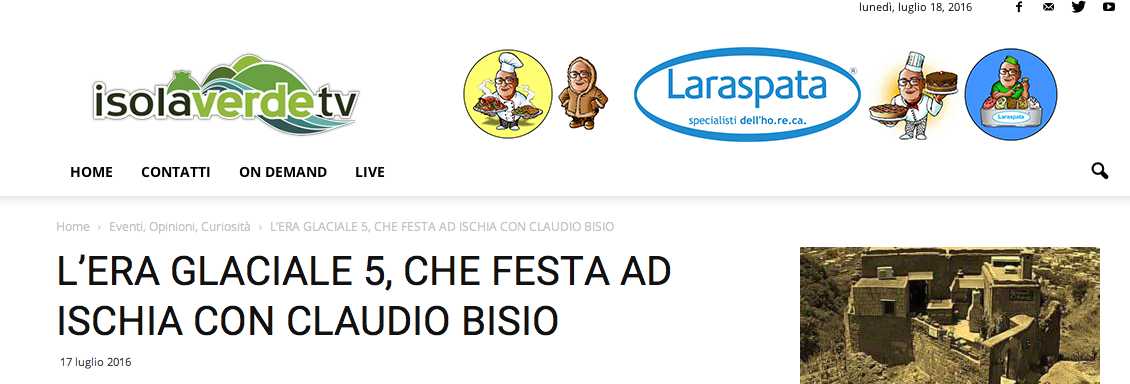 lunedì, luglio 18, 2016
isolaverdetv
Laraspata®
specialisti dell'ho.re.ca.
Laraspata
HOME CONTATTI ON DEMAND LIVE
Home › Eventi, Opinioni, Curiosità › L'ERA GLACIALE 5, CHE FESTA AD ISCHIA CON CLAUDIO BISIO
L'ERA GLACIALE 5, CHE FESTA AD
ISCHIA CON CLAUDIO BISIO
17 luglio 2016